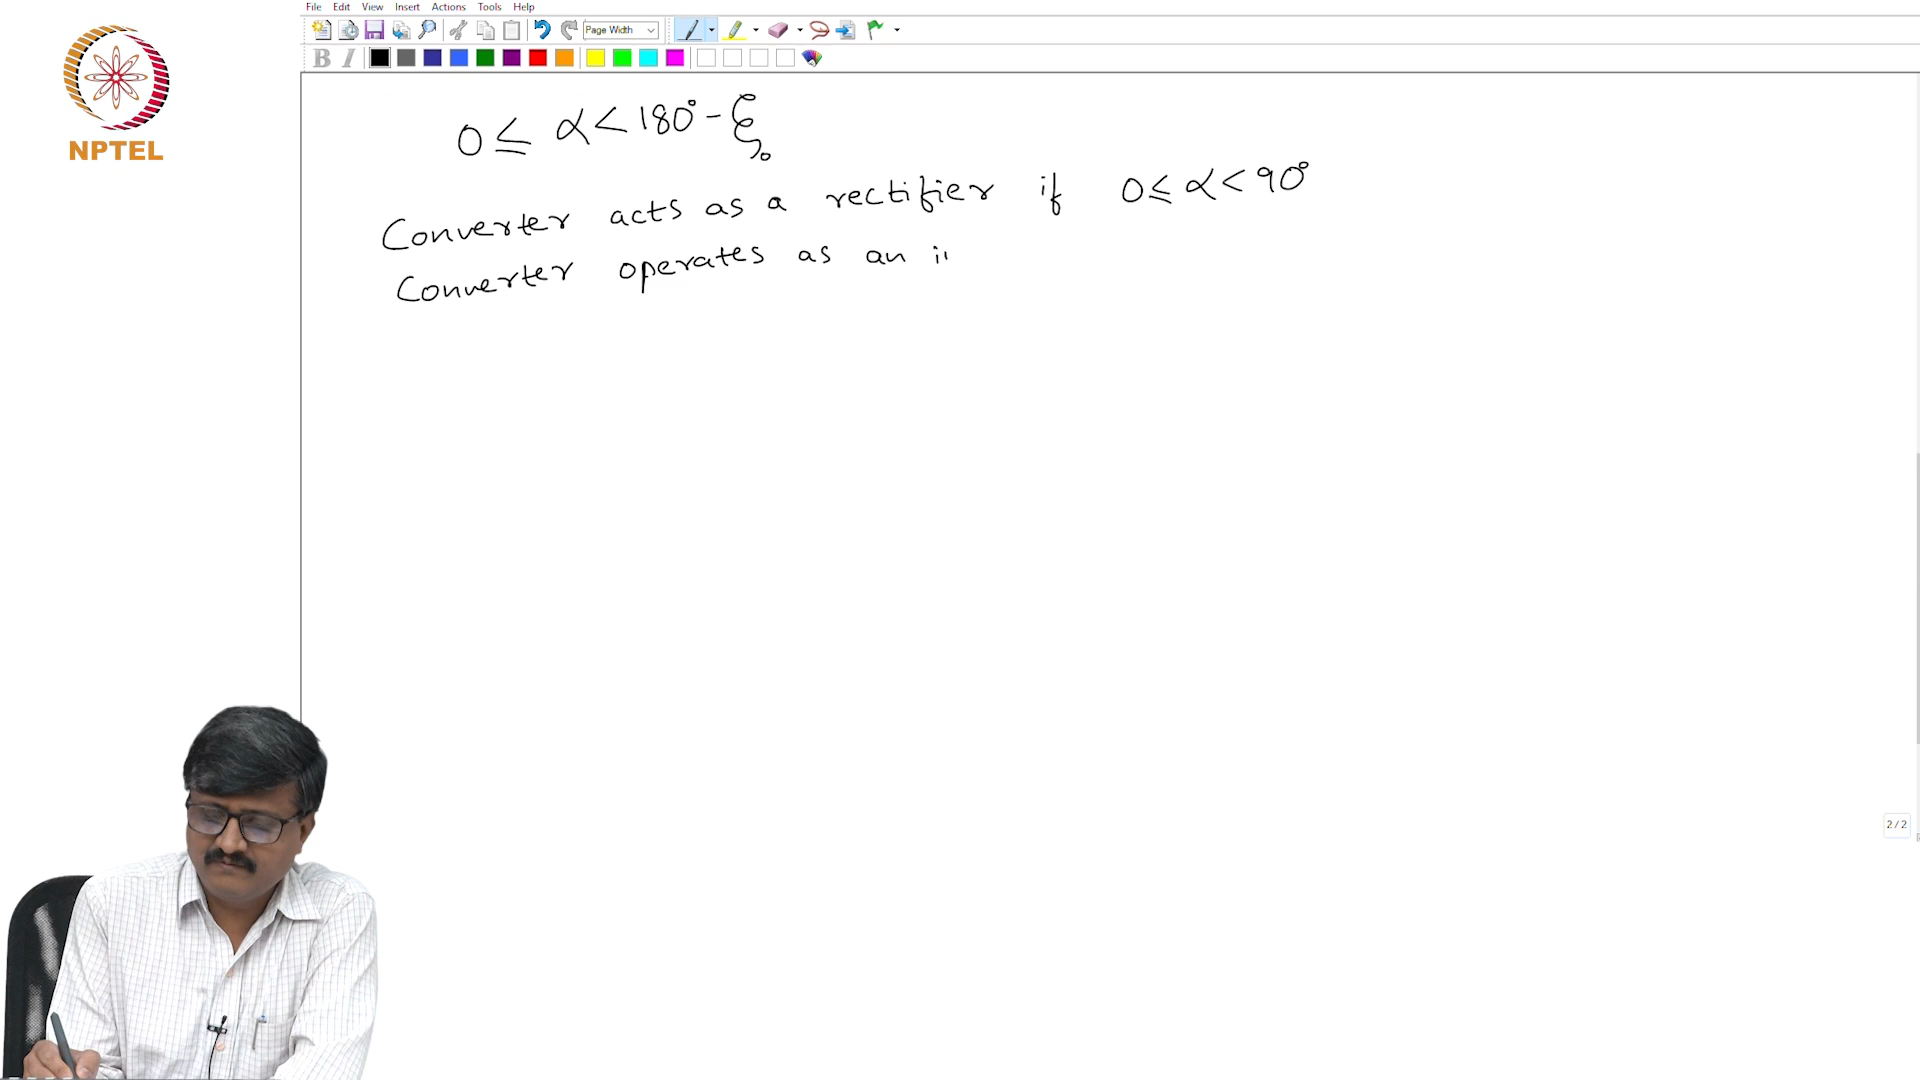 File Edit View Insert Actions Tools Help
Page Width
B I
NPTEL
0 ≤ α < 180° - ξ₀
Converter acts as a rectifier if 0 ≤ α < 90°
Converter operates as an
2 / 2